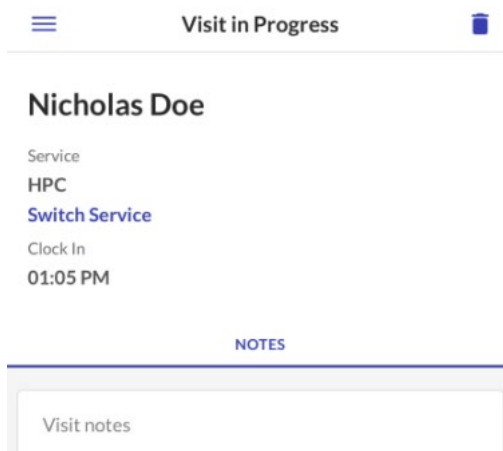 Visit in Progress
Nicholas Doe
Service
HPC
Switch Service
Clock In
01:05 PM
NOTES
Visit notes